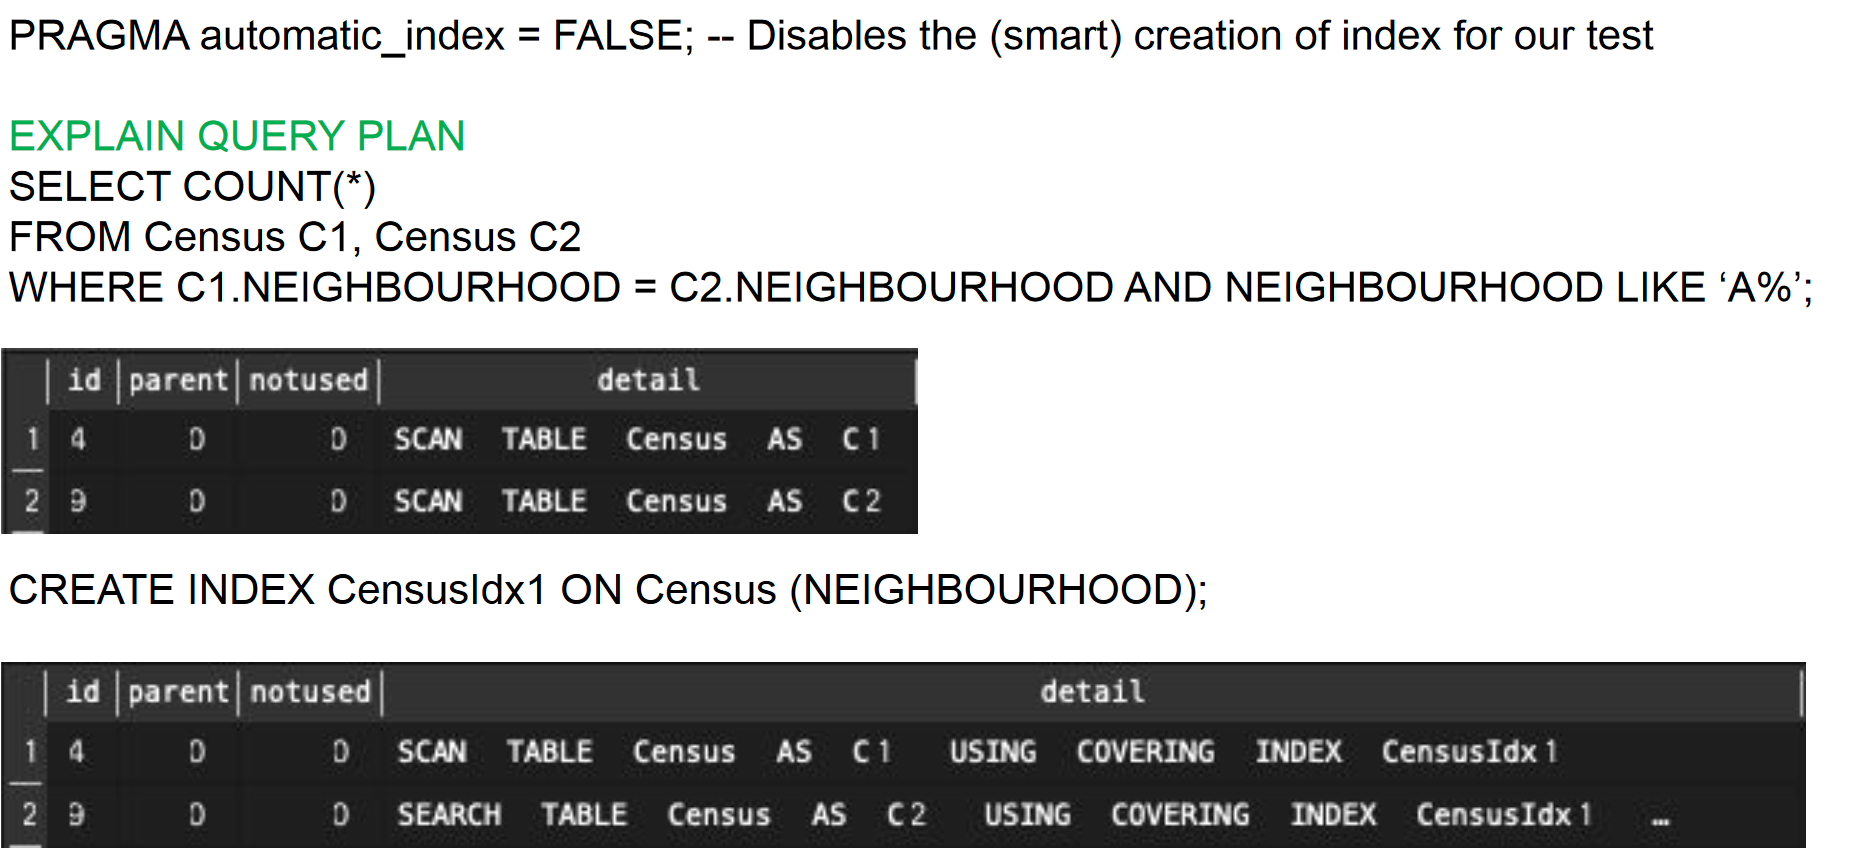 PRAGMA automatic_index = FALSE; -- Disables the (smart) creation of index for our test
EXPLAIN QUERY PLAN
SELECT COUNT(*)
FROM Census C1, Census C2
WHERE C1.NEIGHBOURHOOD = C2.NEIGHBOURHOOD AND NEIGHBOURHOOD LIKE ‘A%’;
id parent notused detail
1 4 0 0 SCAN TABLE Census AS C1
2 9 0 0 SCAN TABLE Census AS C2
CREATE INDEX CensusIdx1 ON Census (NEIGHBOURHOOD);
id parent notused detail
1 4 0 0 SCAN TABLE Census AS C1 USING COVERING INDEX CensusIdx1
2 9 0 0 SEARCH TABLE Census AS C2 USING COVERING INDEX CensusIdx1 …